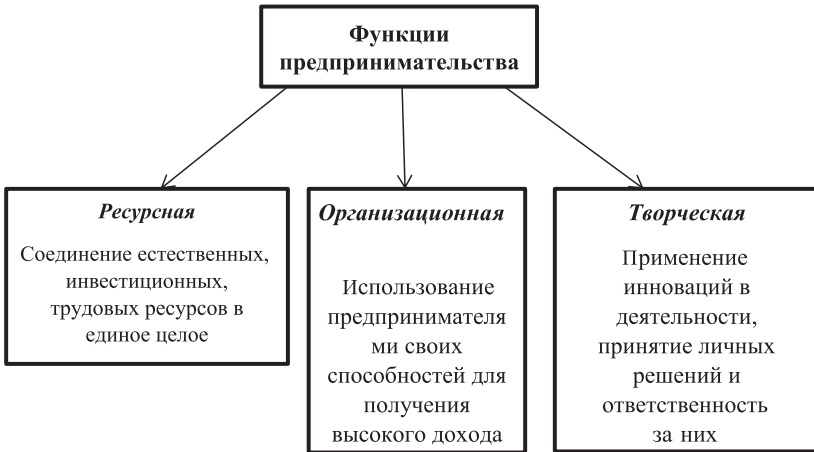 Функции
предпринимательства
Ресурсная
Соединение естественных,
инвестиционных,
трудовых ресурсов в
единое целое
Организационная
Использование
предпринимателя
ми своих
способностей для
получения
высокого дохода
Творческая
Применение
инноваций в
деятельности,
принятие личных
решений и
ответственность
за них